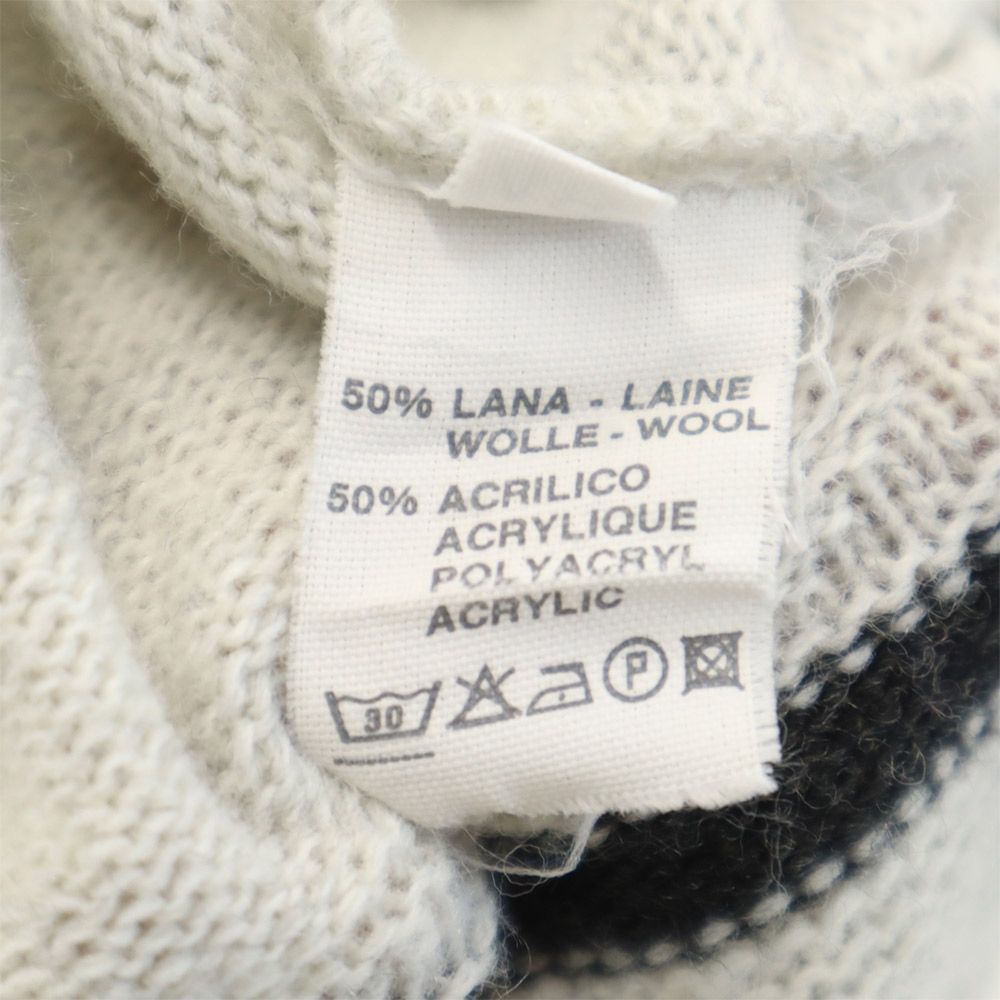 50% LANA - LAINE
WOLLE - WOOL
50% ACRILICO
ACRYLIQUE
POLYACRYL
ACRYLIC
30 P